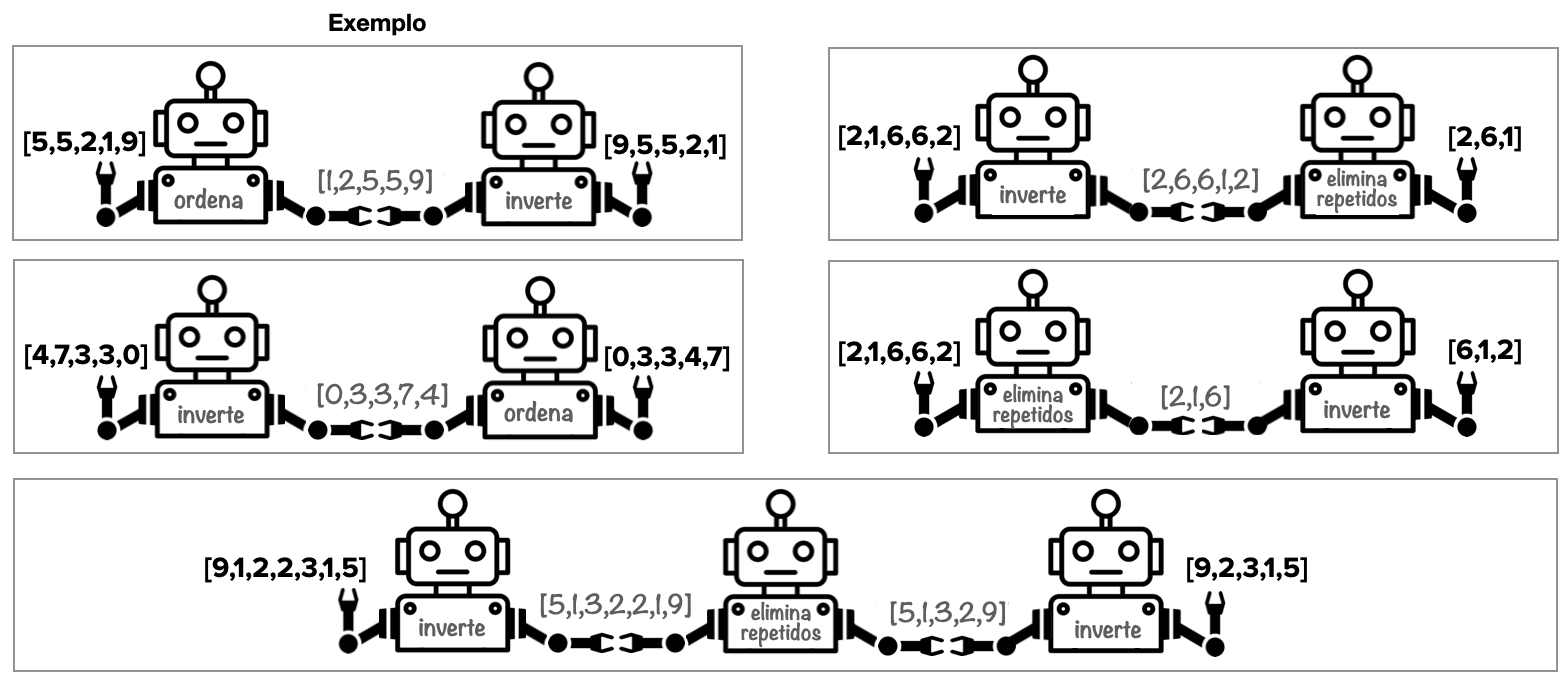 Exemplo
[5,5,2,1,9]
ordena
[1,2,5,5,9]
inverte
[9,5,5,2,1]
[2,1,6,6,2]
inverte
[2,6,6,1,2]
elimina
repetidos
[2,6,1]
[4,7,3,3,0]
inverte
[0,3,3,7,4]
ordena
[0,3,3,4,7]
[2,1,6,6,2]
elimina
repetidos
[2,1,6]
inverte
[6,1,2]
[9,1,2,2,3,1,5]
inverte
[5,1,3,2,2,1,9]
elimina
repetidos
[5,1,3,2,9]
inverte
[9,2,3,1,5]